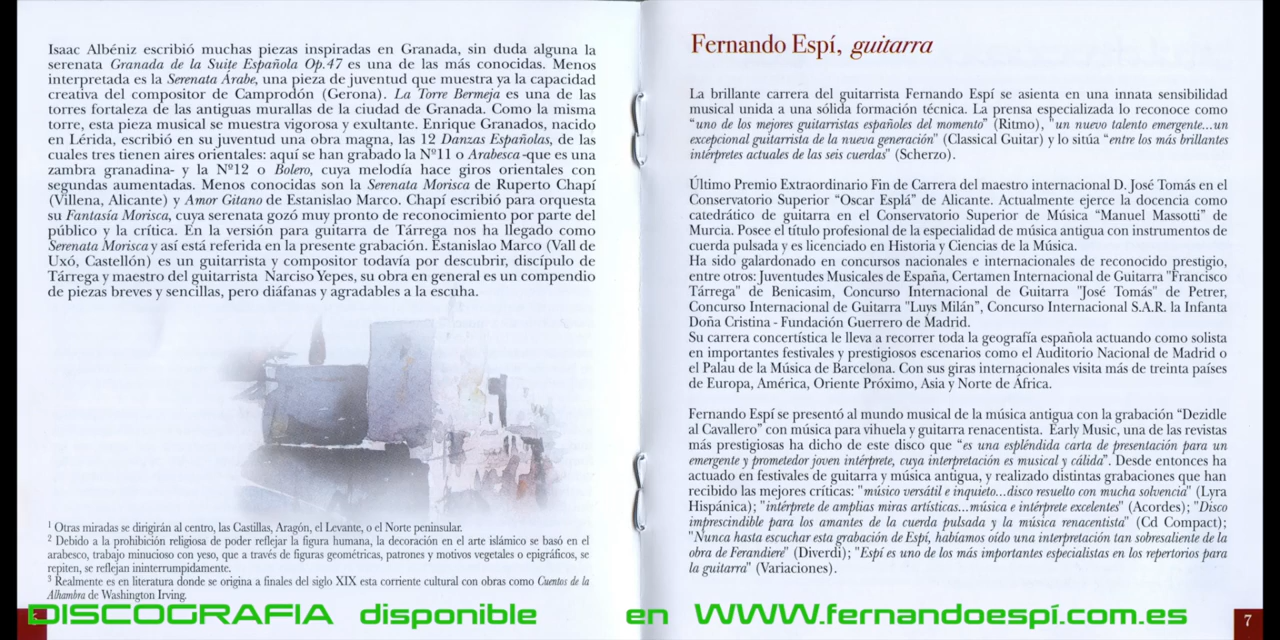 Isaac Albéniz escribió muchas piezas inspiradas en Granada, sin duda alguna la
serenata Granada de la Suite Española Op.47 es una de las más conocidas. Menos
interpretada es la Serenata Árabe, una pieza de juventud que muestra ya la capacidad
creativa del compositor de Camprodón (Gerona). La Torre Bermeja es una de las
torres fortaleza de las antiguas murallas de la ciudad de Granada. Como la misma
torre, esta pieza musical se muestra vigorosa y exultante. Enrique Granados, nacido
en Lérida, escribió en su juventud una obra magna, las 12 Danzas Españolas, de las
cuales tres tienen aires orientales: aquí se han grabado la Nº11 o Arabesca-que es una
zambra granadina- y la Nº12 o Bolero, cuya melodía hace giros orientales con
segundas aumentadas. Menos conocidas son la Serenata Morisca de Ruperto Chapí
(Villena, Alicante) y Amor Gitano de Estanislao Marco. Chapí escribió para orquesta
su Fantasía Morisca, cuya serenata gozó muy pronto de reconocimiento por parte del
público y la crítica. En la versión para guitarra de Tárrega nos ha llegado como
Serenata Morisca y así está referida en la presente grabación. Estanislao Marco (Vall de
Uxó, Castellón) es un guitarrista y compositor todavía por descubrir, discípulo de
Tárrega y maestro del guitarrista Narciso Yepes, su obra en general es un compendio
de piezas breves y sencillas, pero diáfanas y agradables a la escuha.
1 Otras miradas se dirigirán al centro, las Castillas, Aragón, el Levante, o el Norte peninsular.
2 Debido a la prohibición religiosa de poder reflejar la figura humana, la decoración en el arte islámico se basó en el
arabesco, trabajo minucioso con yeso, que a través de figuras geométricas, patrones y motivos vegetales o epigráficos, se
repiten, se reflejan ininterrumpidamente.
3 Realmente es en literatura donde se origina a finales del siglo XIX esta corriente cultural con obras como Cuentos de la
Alhambra de Washington Irving.
Fernando Espí, guitarra
La brillante carrera del guitarrista Fernando Espí se asienta en una innata sensibilidad
musical unida a una sólida formación técnica. La prensa especializada lo reconoce como
"uno de los mejores guitarristas españoles del momento" (Ritmo), "un nuevo talento emergente...un
excepcional guitarrista de la nueva generación" (Classical Guitar) y lo sitúa "entre los más brillantes
intérpretes actuales de las seis cuerdas" (Scherzo).
Último Premio Extraordinario Fin de Carrera del maestro internacional D. José Tomás en el
Conservatorio Superior "Oscar Esplá" de Alicante. Actualmente ejerce la docencia como
catedrático de guitarra en el Conservatorio Superior de Música "Manuel Massotti" de
Murcia. Posee el título profesional de la especialidad de música antigua con instrumentos de
cuerda pulsada y es licenciado en Historia y Ciencias de la Música.
Ha sido galardonado en concursos nacionales e internacionales de reconocido prestigio,
entre otros: Juventudes Musicales de España, Certamen Internacional de Guitarra "Francisco
Tárrega" de Benicasim, Concurso Internacional de Guitarra "José Tomás" de Petrer,
Concurso Internacional de Guitarra "Luys Milán", Concurso Internacional S.A.R. la Infanta
Doña Cristina - Fundación Guerrero de Madrid.
Su carrera concertística le lleva a recorrer toda la geografía española actuando como solista
en importantes festivales y prestigiosos escenarios como el Auditorio Nacional de Madrid o
el Palau de la Música de Barcelona. Con sus giras internacionales visita más de treinta países
de Europa, América, Oriente Próximo, Asia y Norte de África.
Fernando Espí se presentó al mundo musical de la música antigua con la grabación "Dezidle
al Cavallero" con música para vihuela y guitarra renacentista. Early Music, una de las revistas
más prestigiosas ha dicho de este disco que "es una espléndida carta de presentación para un
emergente y prometedor joven intérprete, cuya interpretación es musical y cálida". Desde entonces ha
actuado en festivales de guitarra y música antigua, y realizado distintas grabaciones que han
recibido las mejores críticas: "músico versátil e inquieto...disco resuelto con mucha solvencia" (Lyra
Hispánica); "intérprete de amplias miras artísticas...música e intérprete excelentes" (Acordes); "Disco
imprescindible para los amantes de la cuerda pulsada y la música renacentista" (Cd Compact);
"Nunca hasta escuchar esta grabación de Espí, habíamos oído una interpretación tan sobresaliente de la
obra de Ferandiere" (Diverdi); "Espí es uno de los más importantes especialistas en los repertorios para
la guitarra" (Variaciones).
DISCOGRAFIA disponible en WWW.fernandoespí.com.es
7